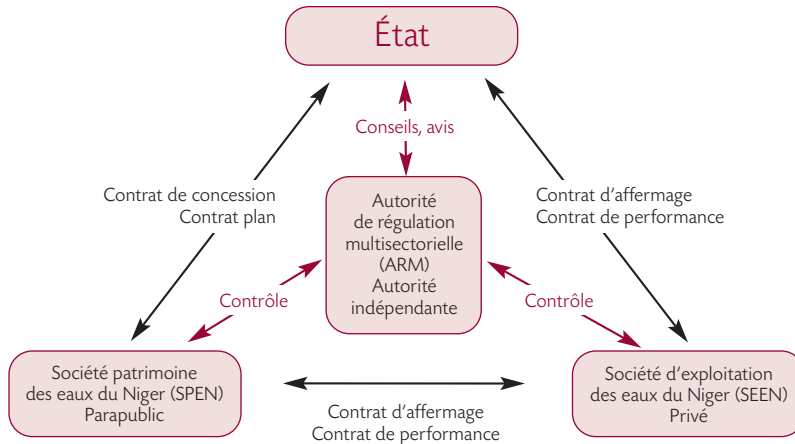 État
Conseils, avis
Contrat de concession
Contrat plan
Contrat d'affermage
Contrat de performance
Autorité
de régulation
multisectorielle
(ARM)
Autorité
indépendante
Contrôle
Contrôle
Société patrimoine
des eaux du Niger (SPEN)
Parapublic
Société d'exploitation
des eaux du Niger (SEEN)
Privé
Contrat d'affermage
Contrat de performance